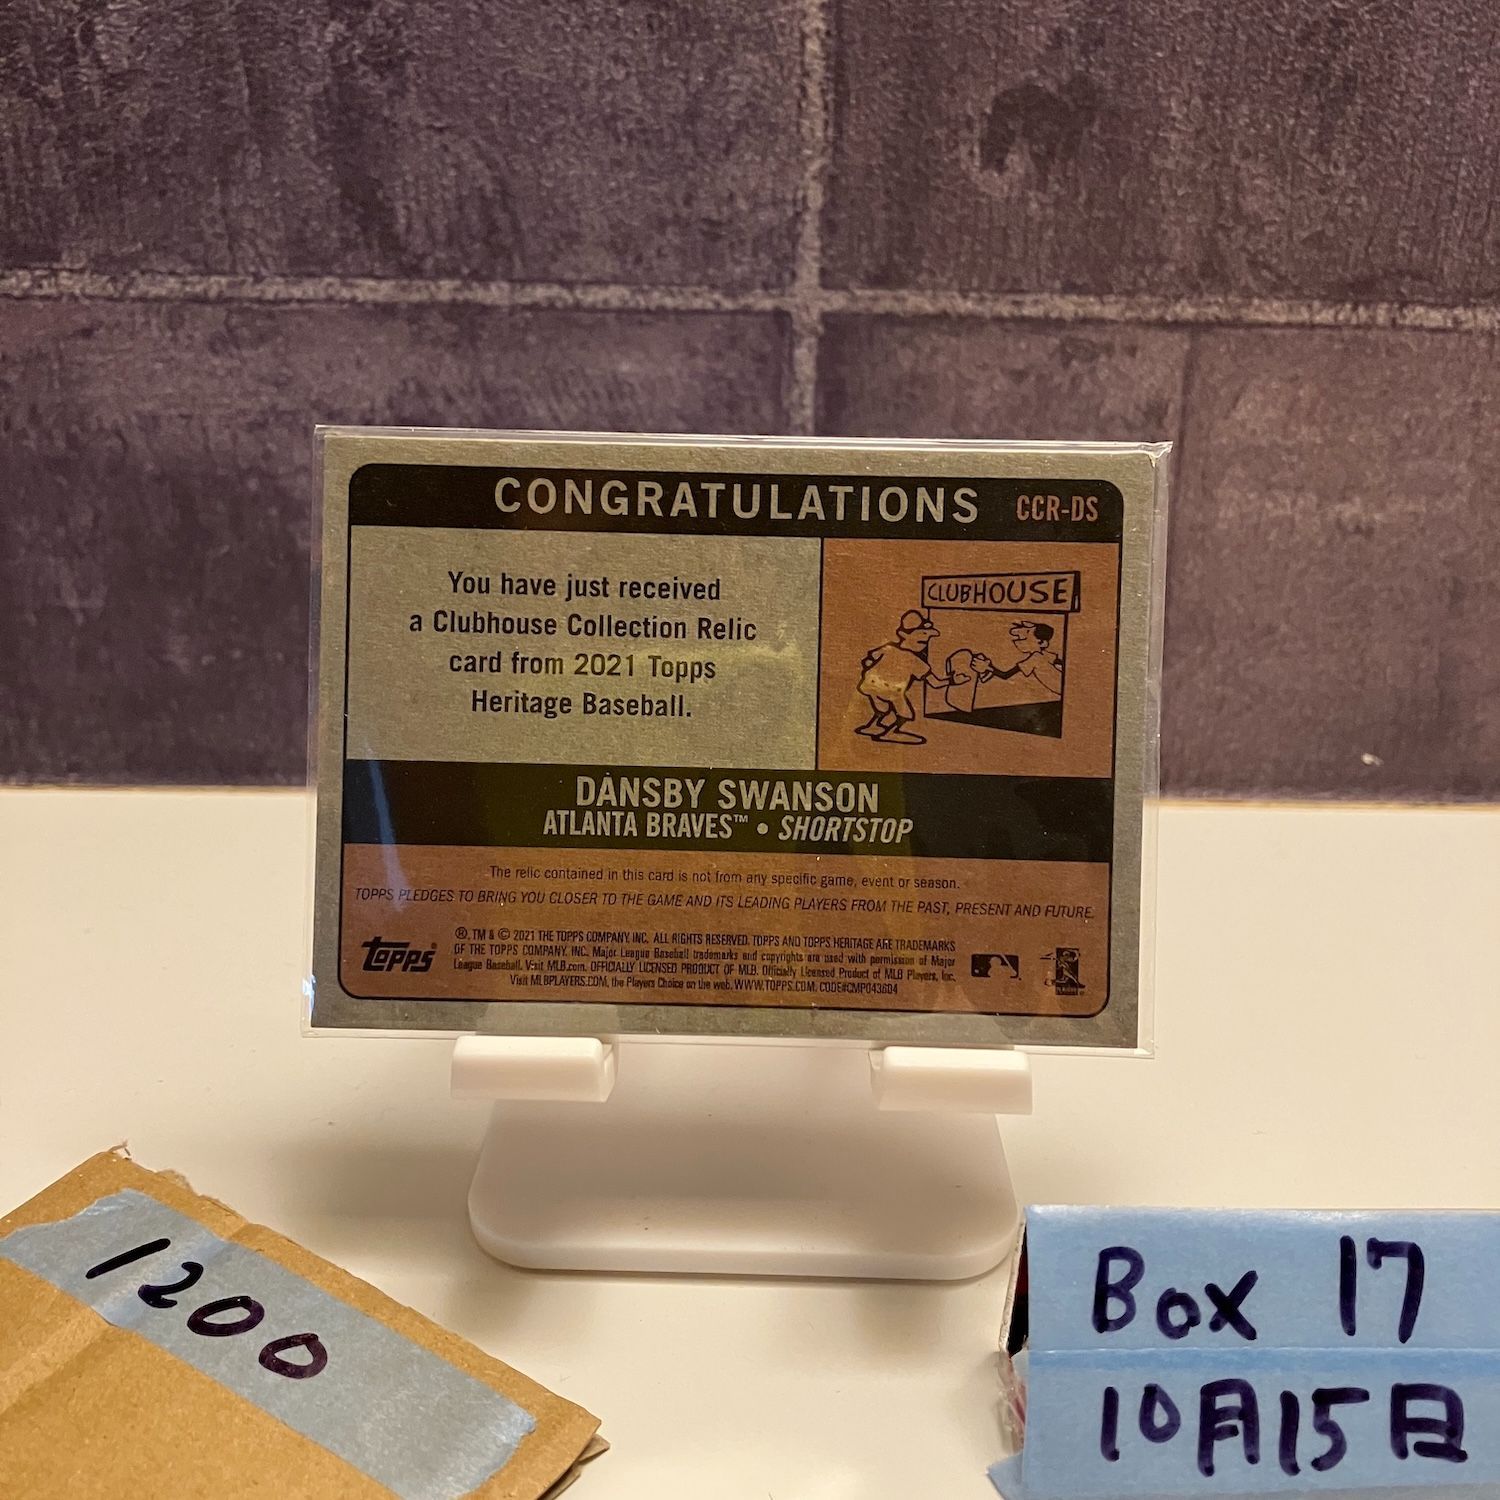 CONGRATULATIONS CCR-DS
You have just received
a Clubhouse Collection Relic
card from 2021 Topps
Heritage Baseball.
CLUBHOUSE
DANSBY SWANSON
ATLANTA BRAVES™ • SHORTSTOP
The relic contained in this card is not from any specific game, event or season.
TOPPS PLEDGES TO BRING YOU CLOSER TO THE GAME AND ITS LEADING PLAYERS FROM THE PAST, PRESENT AND FUTURE.
topps®
®, TM & © 2021 THE TOPPS COMPANY, INC. ALL RIGHTS RESERVED. TOPPS AND TOPPS HERITAGE ARE TRADEMARKS
OF THE TOPPS COMPANY, INC. Major League Baseball trademarks and copyrights are used with permission of Major
League Baseball. Visit MLB.com. OFFICIALLY LICENSED PRODUCT OF MLB. Officially Licensed Product of MLB Players, Inc.
Visit MLBPLAYERS.COM, the Players Choice on the web. WWW.TOPPS.COM. CODE#CMP043604
1200
Box 17
10月15日